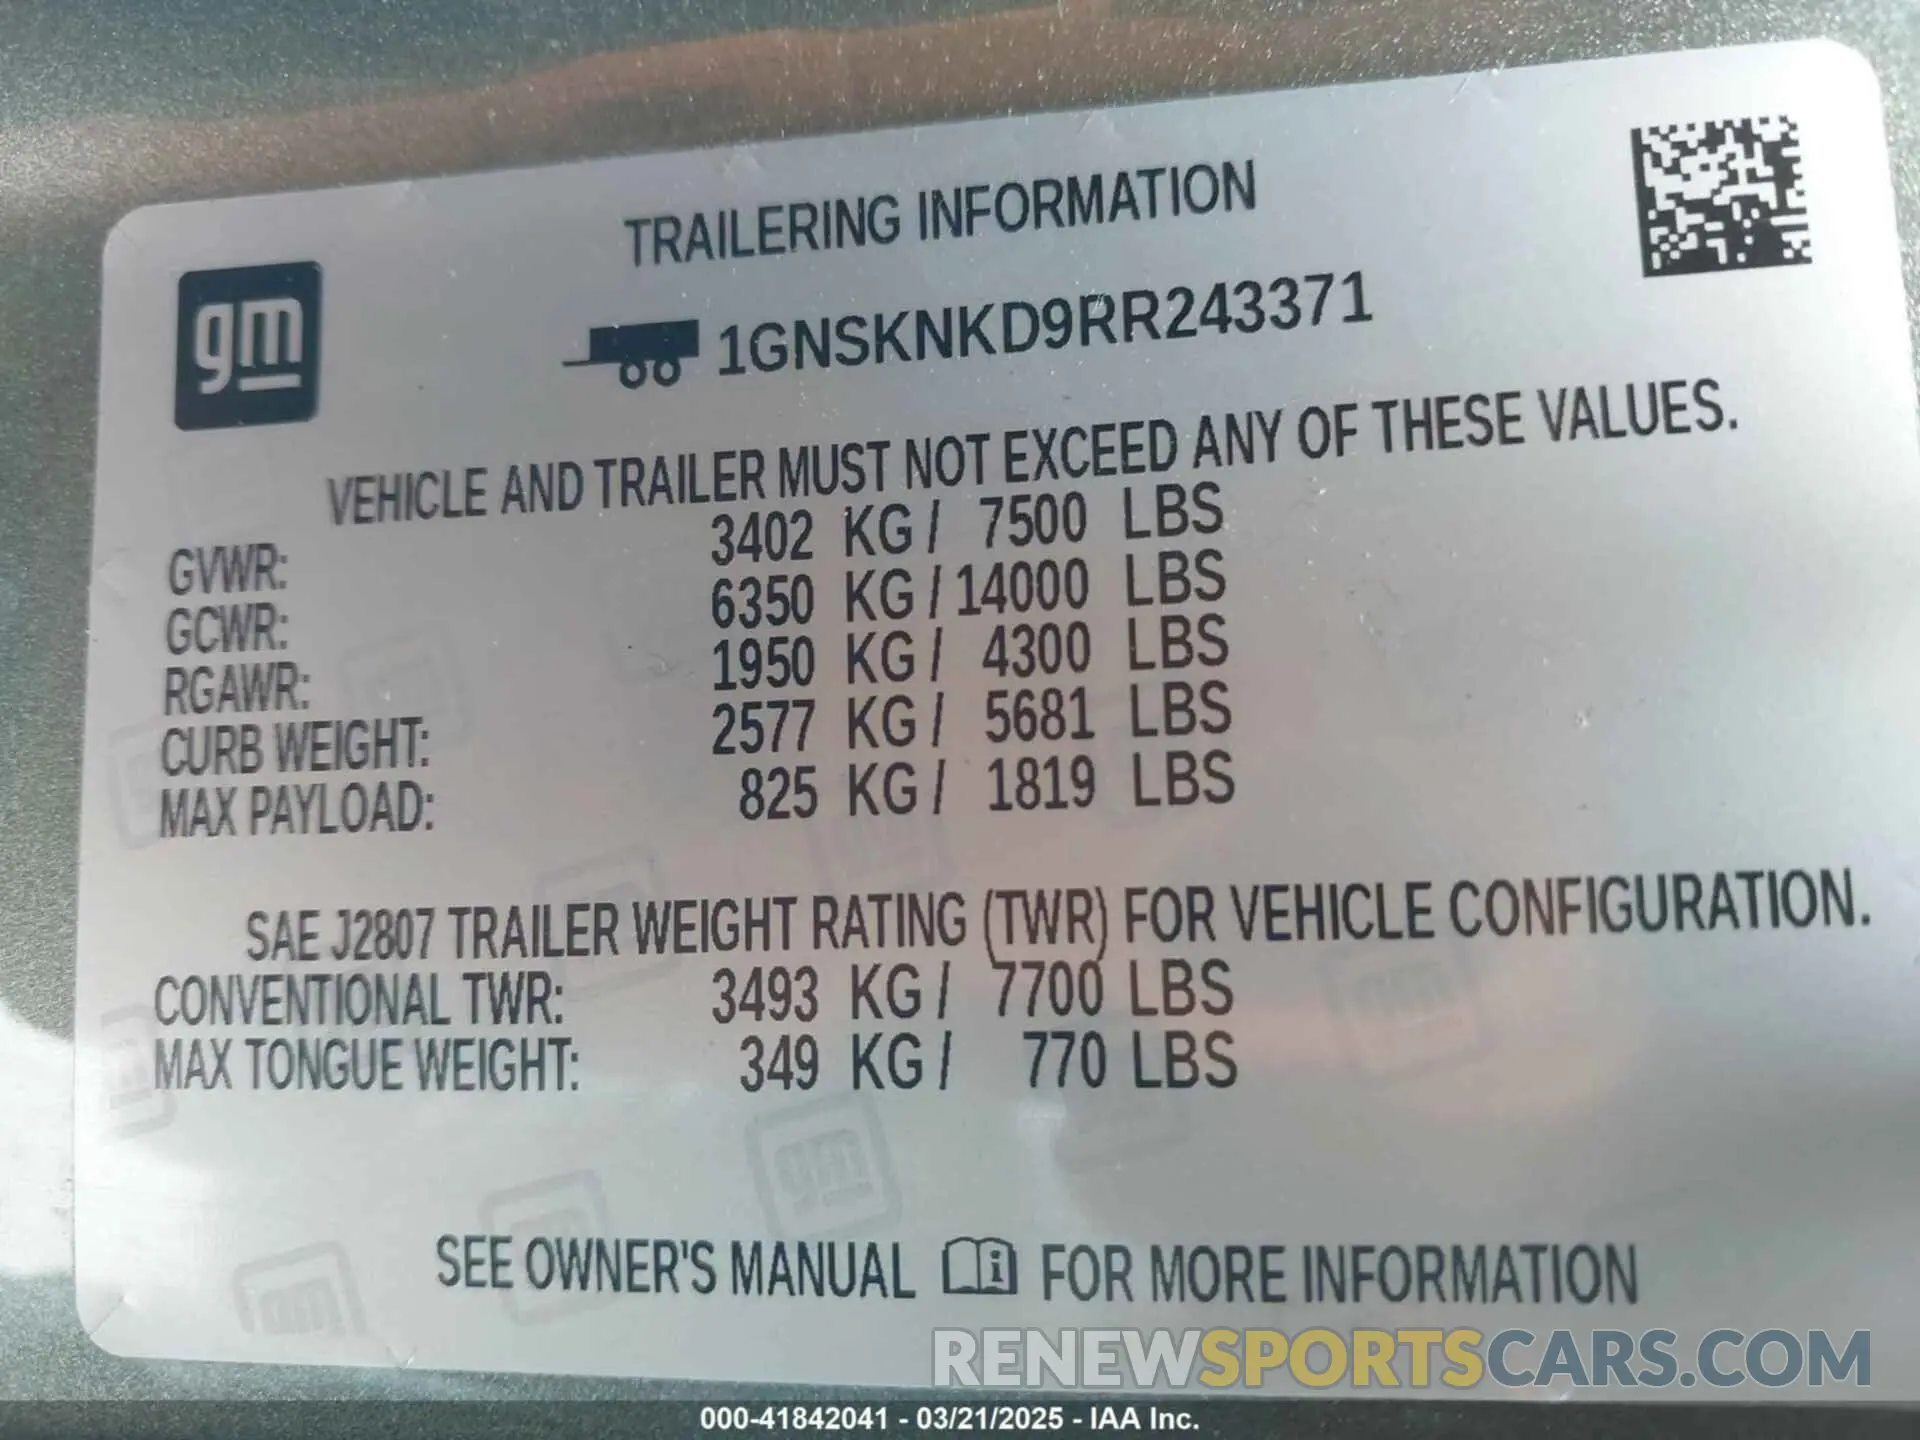 TRAILERING INFORMATION
gm
1GNSKNKD9RR243371
VEHICLE AND TRAILER MUST NOT EXCEED ANY OF THESE VALUES.
GVWR: 3402 KG / 7500 LBS
GCWR: 6350 KG / 14000 LBS
RGAWR: 1950 KG / 4300 LBS
CURB WEIGHT: 2577 KG / 5681 LBS
MAX PAYLOAD: 825 KG / 1819 LBS
SAE J2807 TRAILER WEIGHT RATING (TWR) FOR VEHICLE CONFIGURATION.
CONVENTIONAL TWR: 3493 KG / 7700 LBS
MAX TONGUE WEIGHT: 349 KG / 770 LBS
SEE OWNER'S MANUAL FOR MORE INFORMATION
RENEWSPORTSCARS.COM
000-41842041 - 03/21/2025 - IAA Inc.